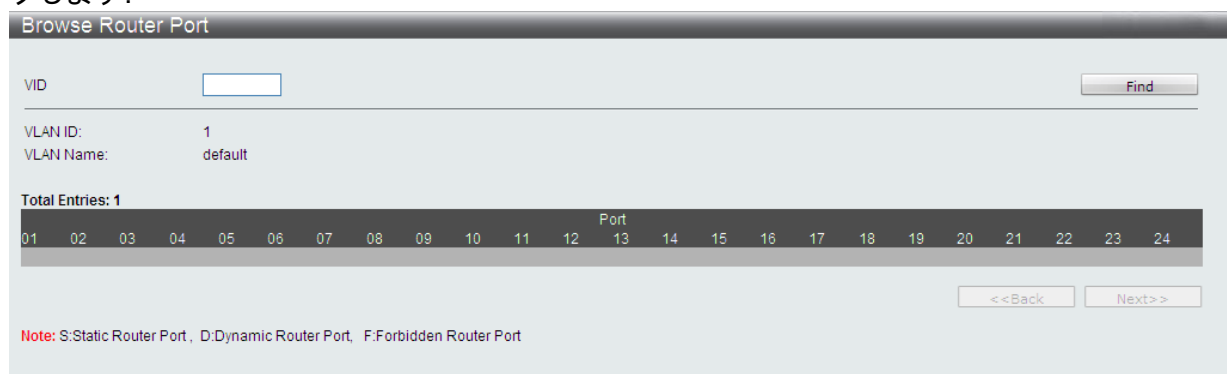 Browse Router Port
VID Find
VLAN ID: 1
VLAN Name: default
Total Entries: 1
Port
01 02 03 04 05 06 07 08 09 10 11 12 13 14 15 16 17 18 19 20 21 22 23 24
<<Back Next>>
Note: S:Static Router Port , D:Dynamic Router Port, F:Forbidden Router Port